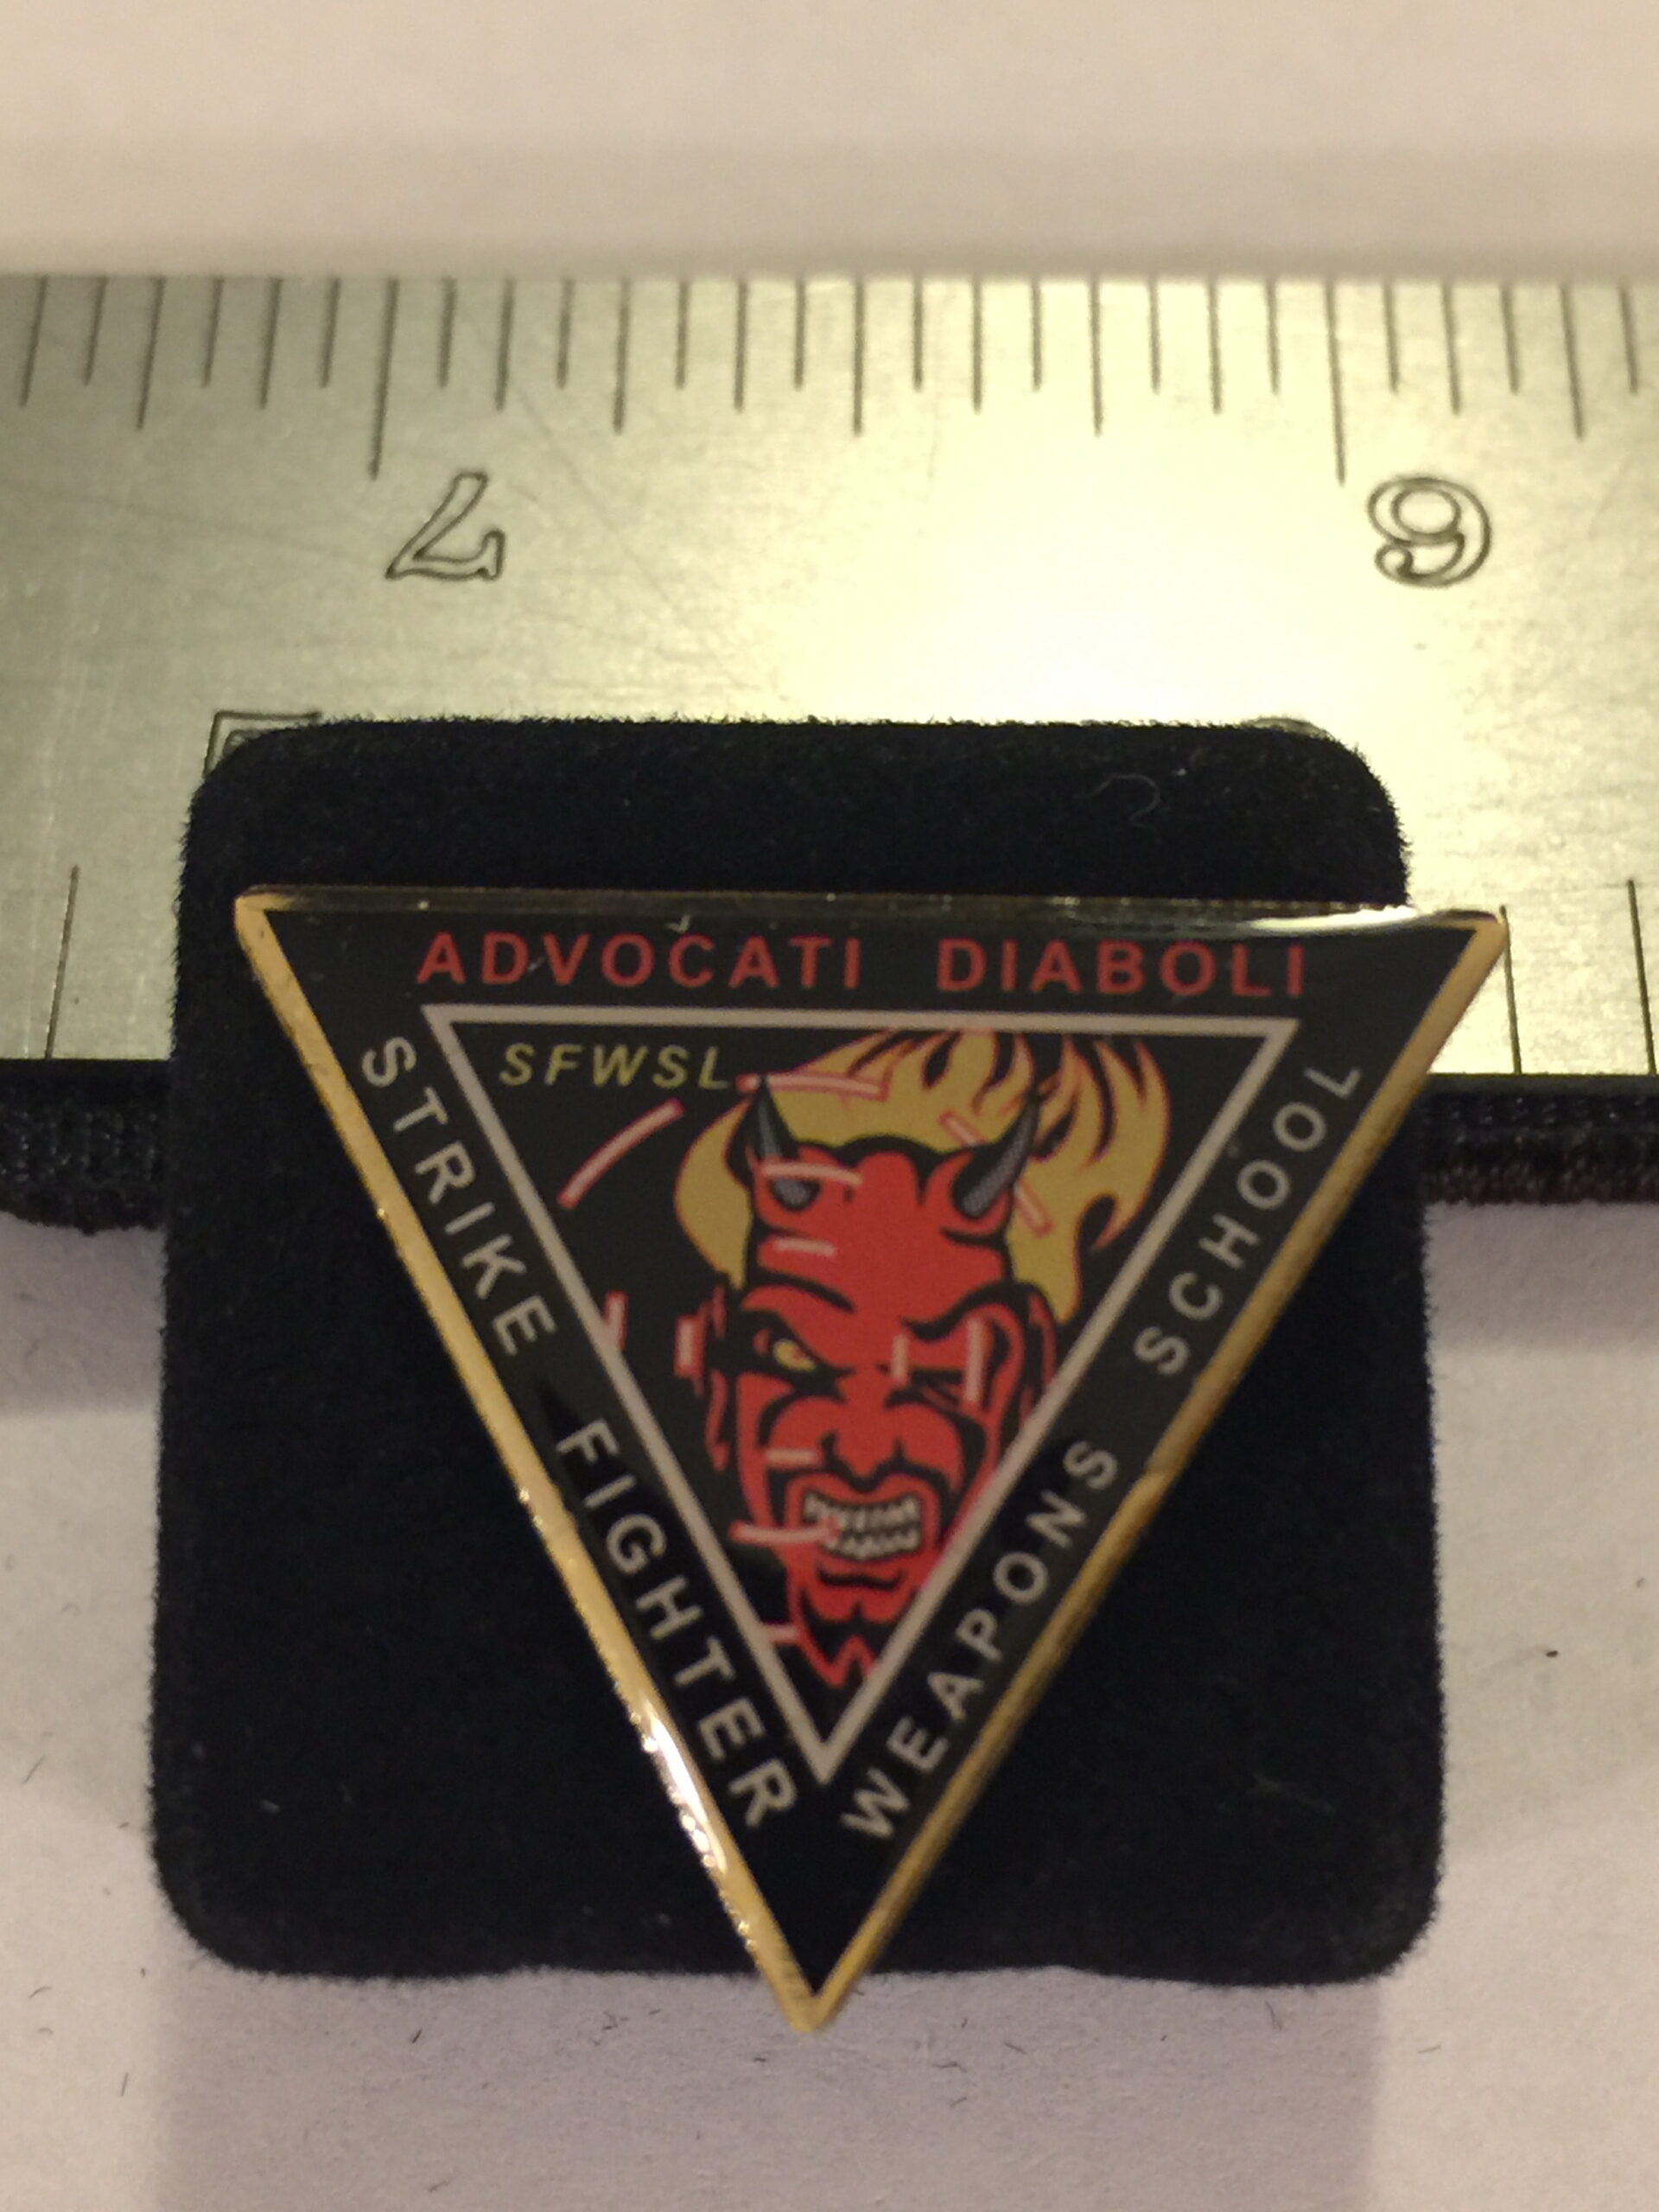 7 6
ADVOCATI DIABOLI
SFWSL
STRIKE FIGHTER
WEAPONS SCHOOL